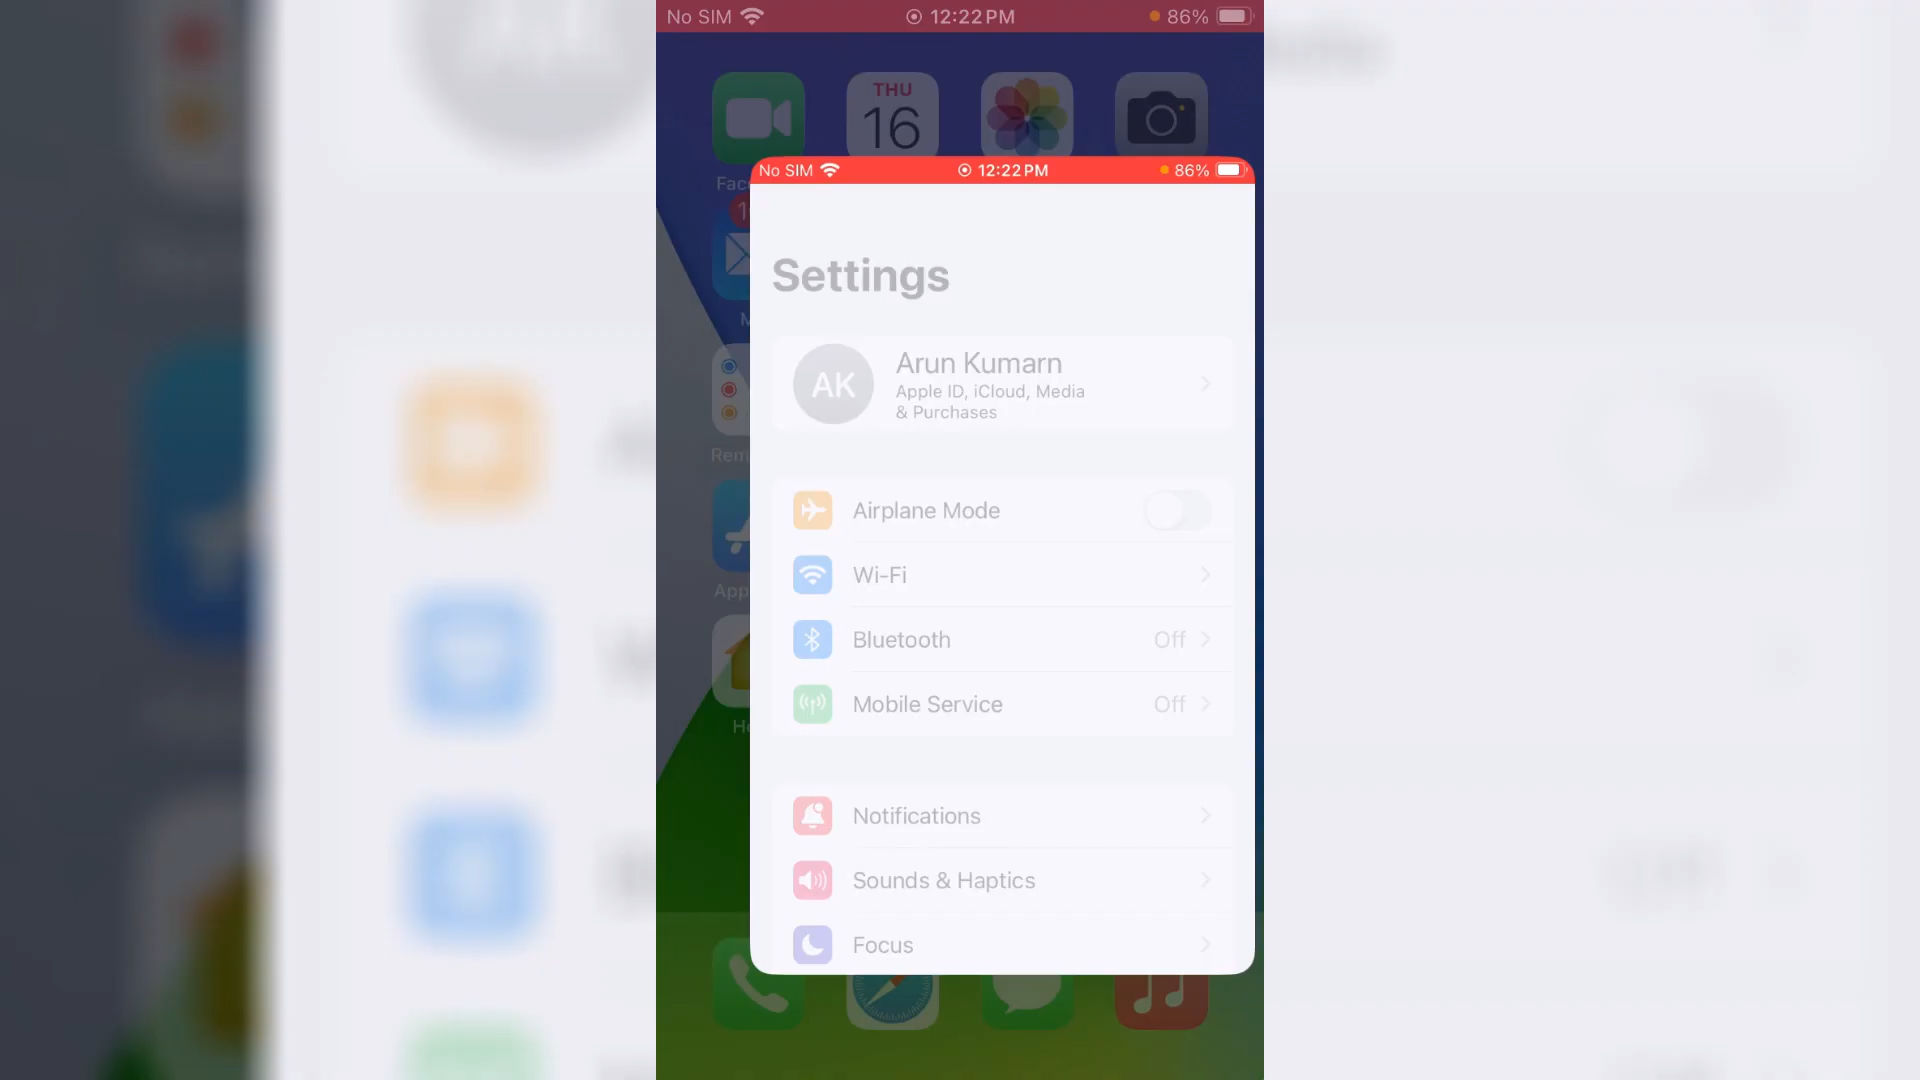 No SIM 12:22 PM 86%
THU
16
No SIM 12:22 PM 86%
Settings
AK
Arun Kumarn
Apple ID, iCloud, Media
& Purchases
Airplane Mode
Wi-Fi
Bluetooth Off
Mobile Service Off
Notifications
Sounds & Haptics
Focus